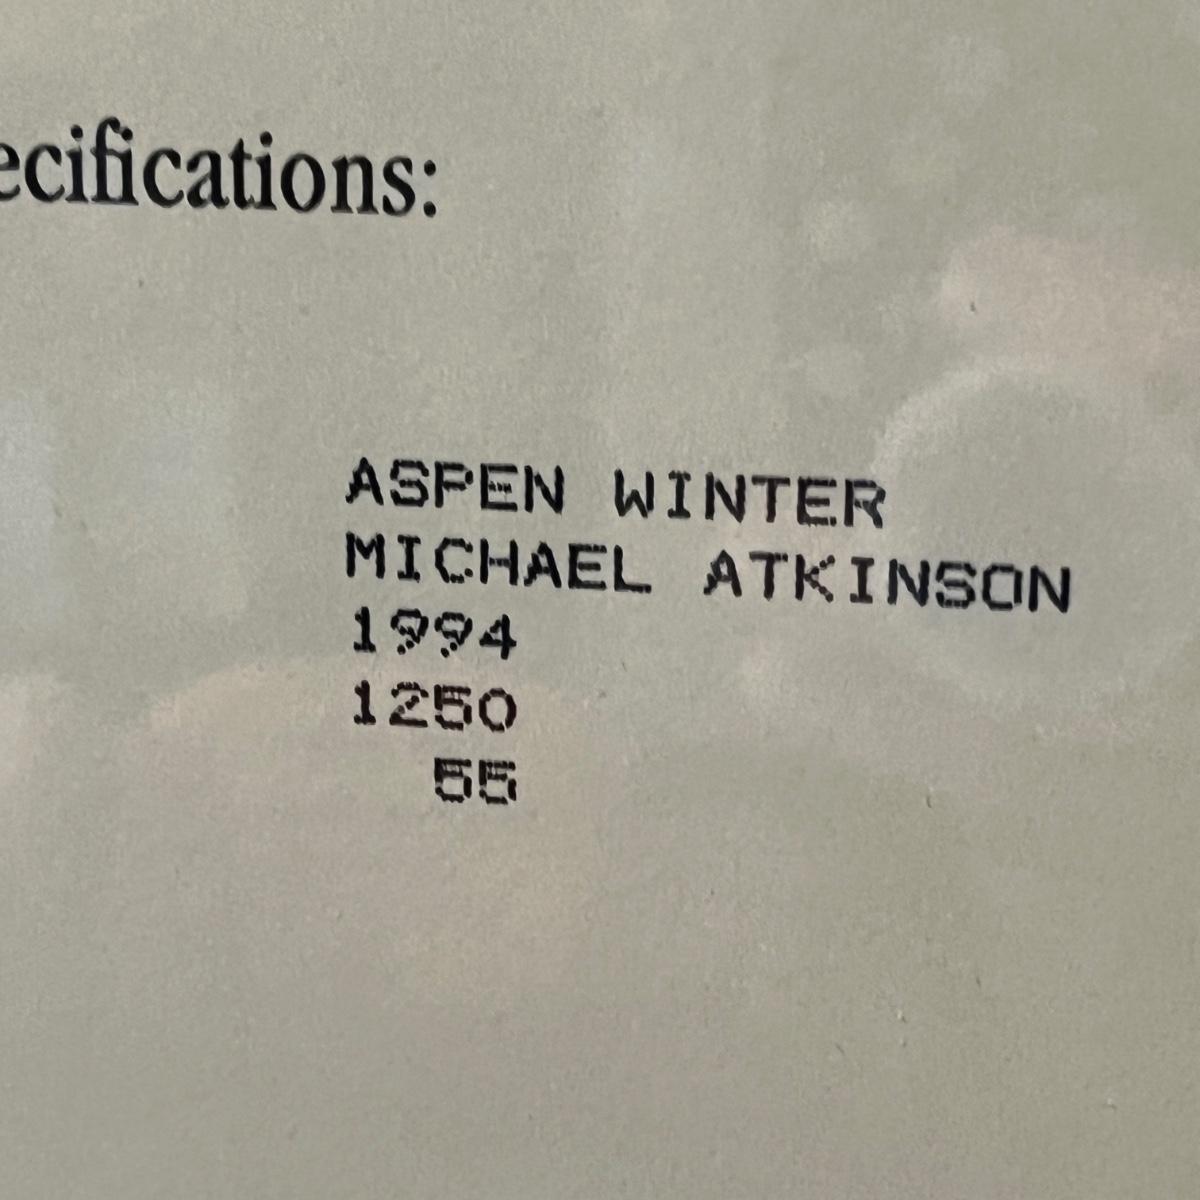 ecifications:
ASPEN WINTER
MICHAEL ATKINSON
1994
1250
55